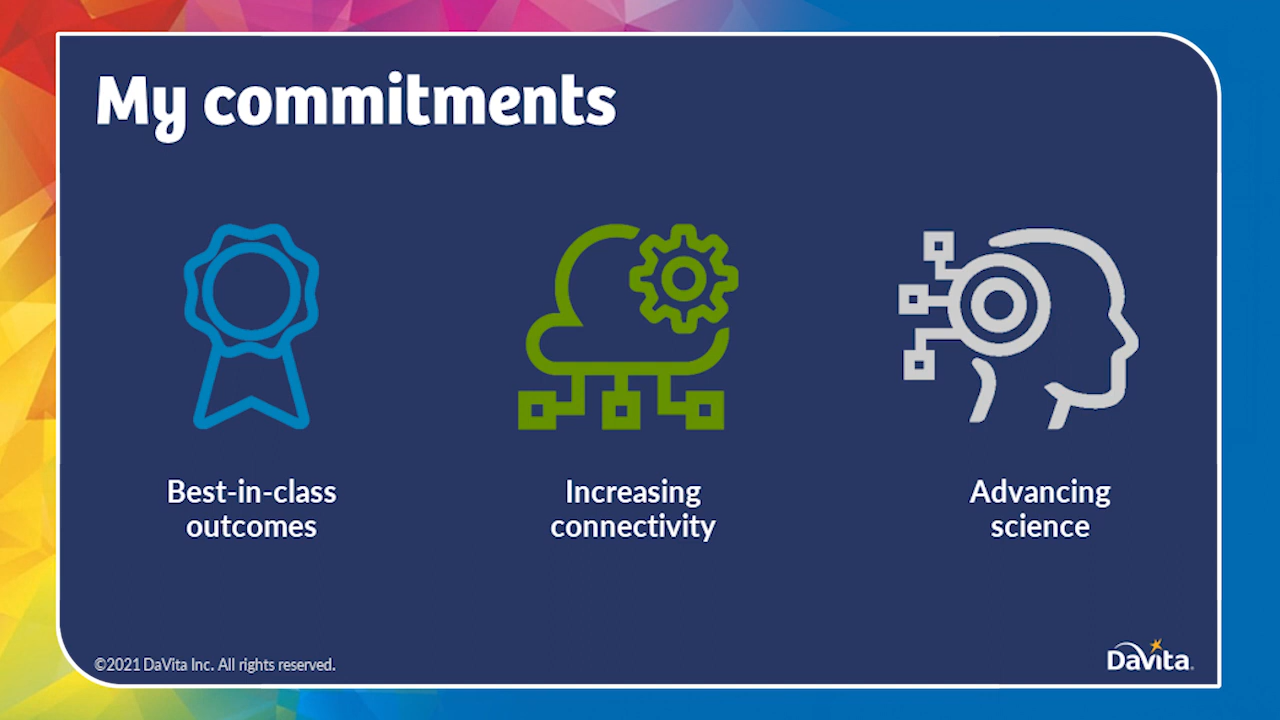 My commitments
Best-in-class
outcomes
Increasing
connectivity
Advancing
science
©2021 DaVita Inc. All rights reserved.
DaVita.